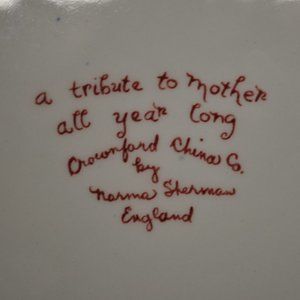 a tribute to Mother
all year long
Crownford China Co.
by
Norma Sherman
England